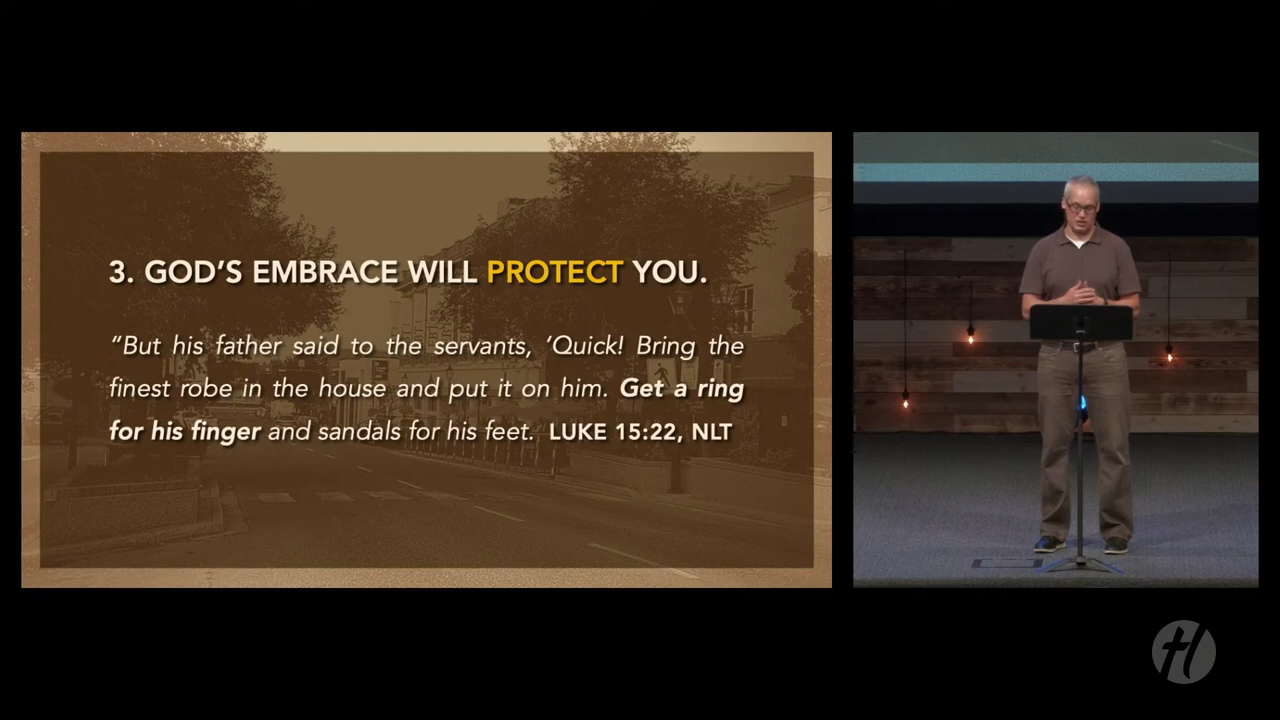 3. GOD’S EMBRACE WILL PROTECT YOU.
“But his father said to the servants, ‘Quick! Bring the
finest robe in the house and put it on him. Get a ring
for his finger and sandals for his feet. LUKE 15:22, NLT